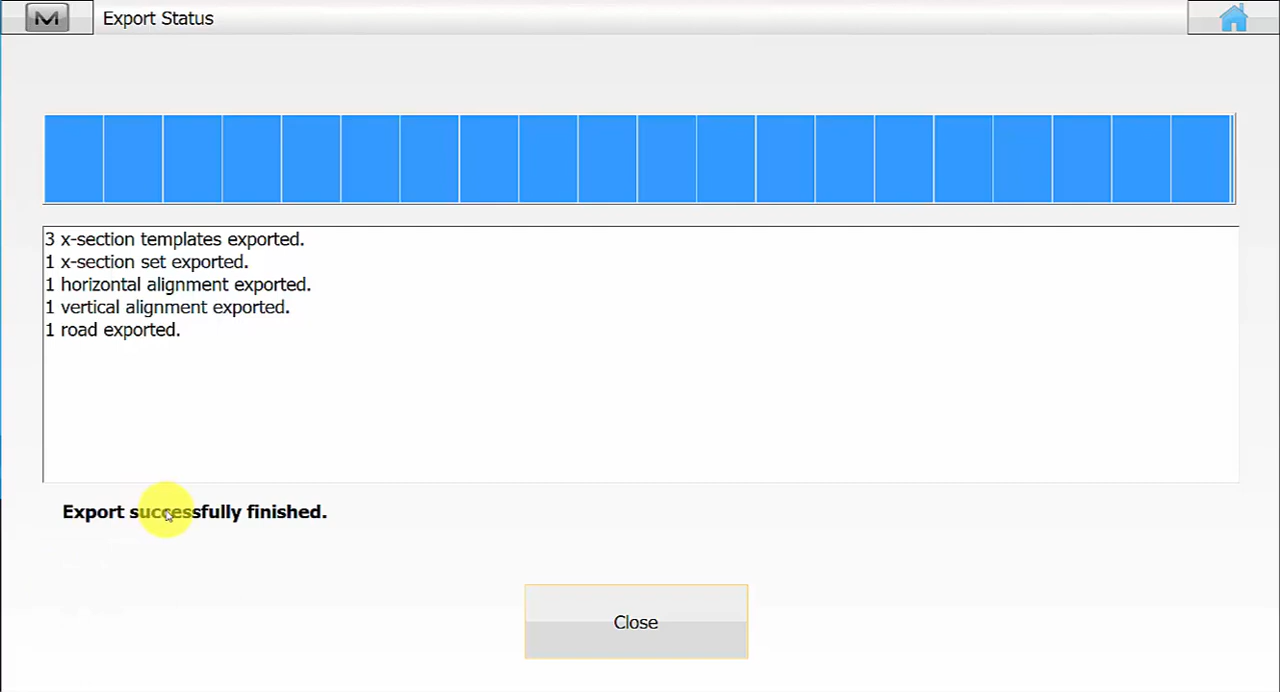 M Export Status
3 x-section templates exported.
1 x-section set exported.
1 horizontal alignment exported.
1 vertical alignment exported.
1 road exported.
Export successfully finished.
Close